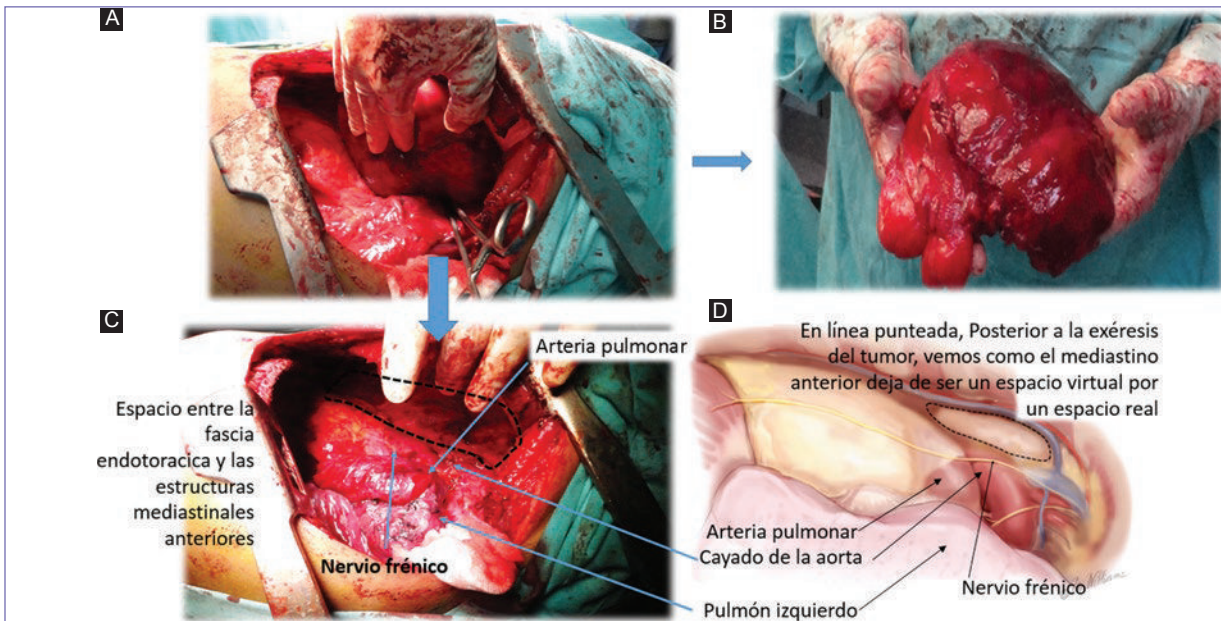 A
B
C
D
Arteria pulmonar
Espacio entre la
fascia
endotoracica y las
estructuras
mediastinales
anteriores
Nervio frénico
En línea punteada, Posterior a la exéresis
del tumor, vemos como el mediastino
anterior deja de ser un espacio virtual por
un espacio real
Arteria pulmonar
Cayado de la aorta
Pulmón izquierdo
Nervio frénico